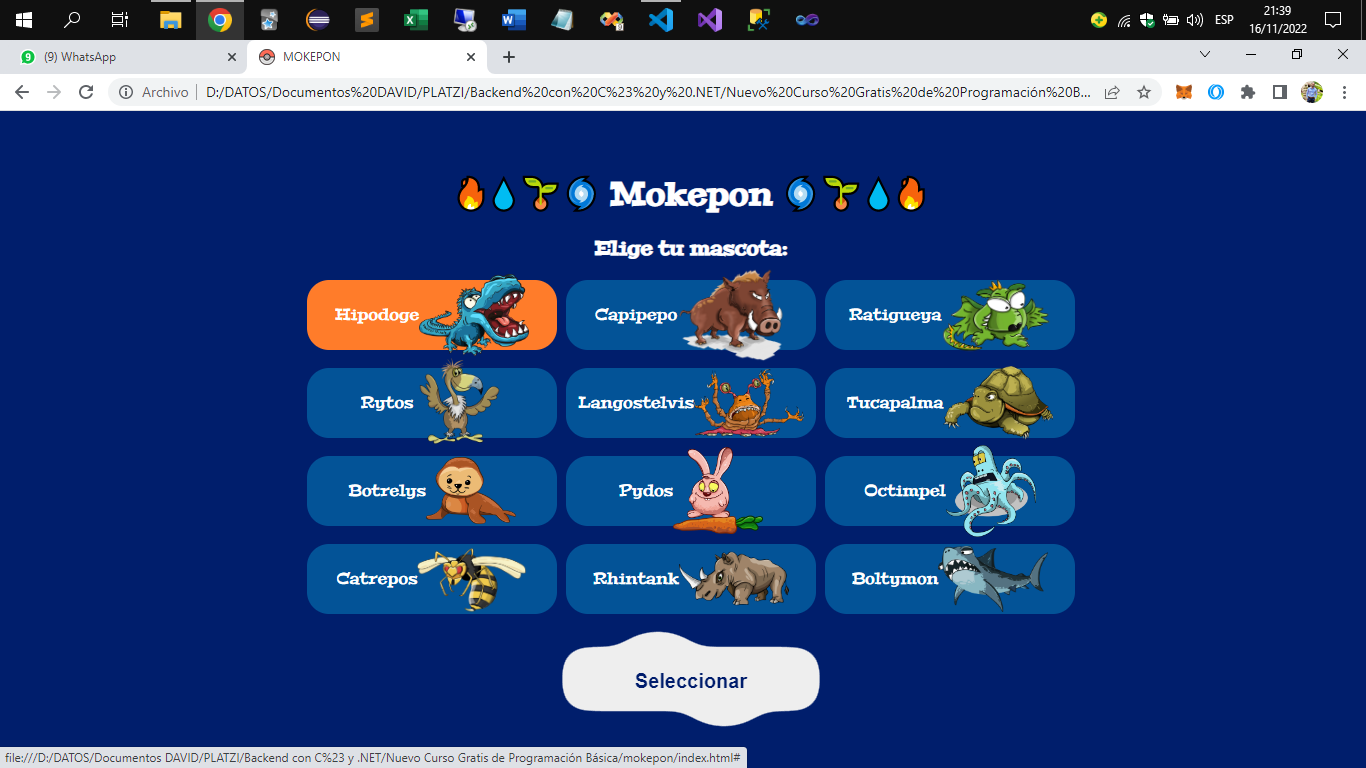 ESP
21:39
16/11/2022
9
(9) WhatsApp
MOKEPON
Archivo
D:/DATOS/Documentos%20DAVID/PLATZI/Backend%20con%20C%23%20y%20.NET/Nuevo%20Curso%20Gratis%20de%20Programación%20B...
Mokepon
Elige tu mascota:
Hipodoge
Capipepo
Ratigueya
Rytos
Langostelvis
Tucapalma
Botrelys
Pydos
Octimpel
Catrepos
Rhintank
Boltymon
Seleccionar
file:///D:/DATOS/Documentos DAVID/PLATZI/Backend con C%23 y .NET/Nuevo Curso Gratis de Programación Básica/mokepon/index.html#